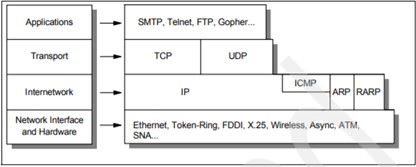 Applications
SMTP, Telnet, FTP, Gopher...
Transport
TCP
UDP
Internetwork
IP
ICMP
ARP
RARP
Network Interface
and Hardware
Ethernet, Token-Ring, FDDI, X.25, Wireless, Async, ATM,
SNA...